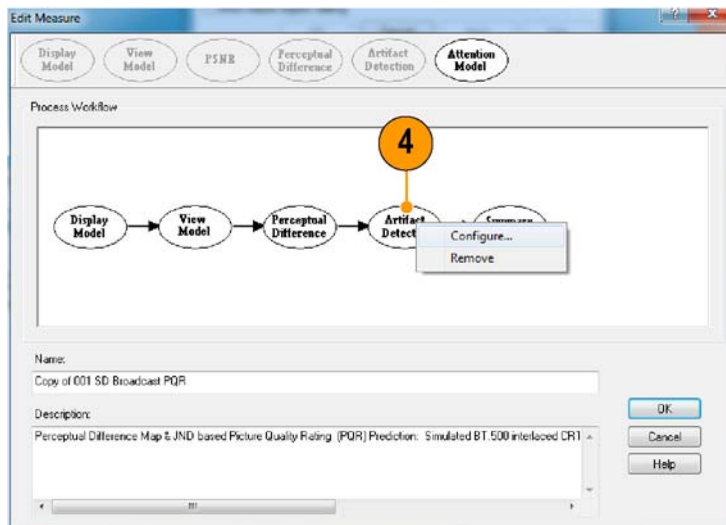 Edit Measure
? X
Display Model
View Model
PSNR
Perceptual Difference
Artifact Detection
Attention Model
Process Workflow
4
Display Model
View Model
Perceptual Difference
Artifact
Summary
Configure...
Remove
Name:
Copy of 001 SD Broadcast PQR
Description:
Perceptual Difference Map & JND based Picture Quality Rating (PQR) Prediction: Simulated BT.500 interlaced CRT
OK
Cancel
Help